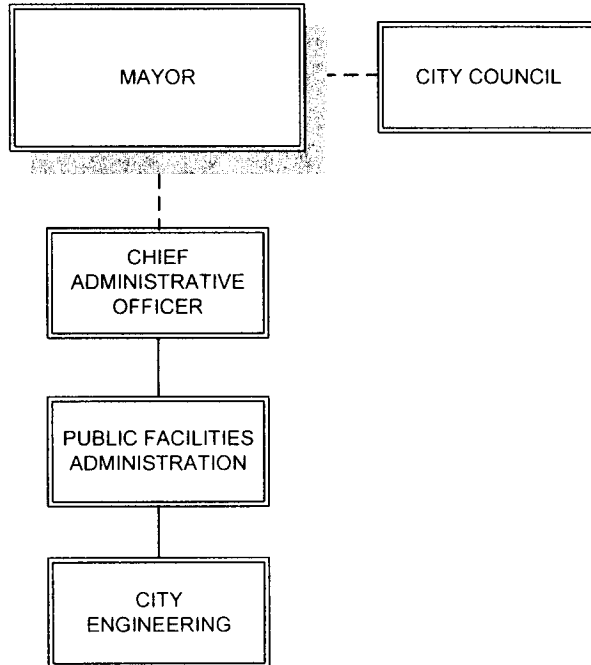 MAYOR
CITY COUNCIL
CHIEF
ADMINISTRATIVE
OFFICER
PUBLIC FACILITIES
ADMINISTRATION
CITY
ENGINEERING